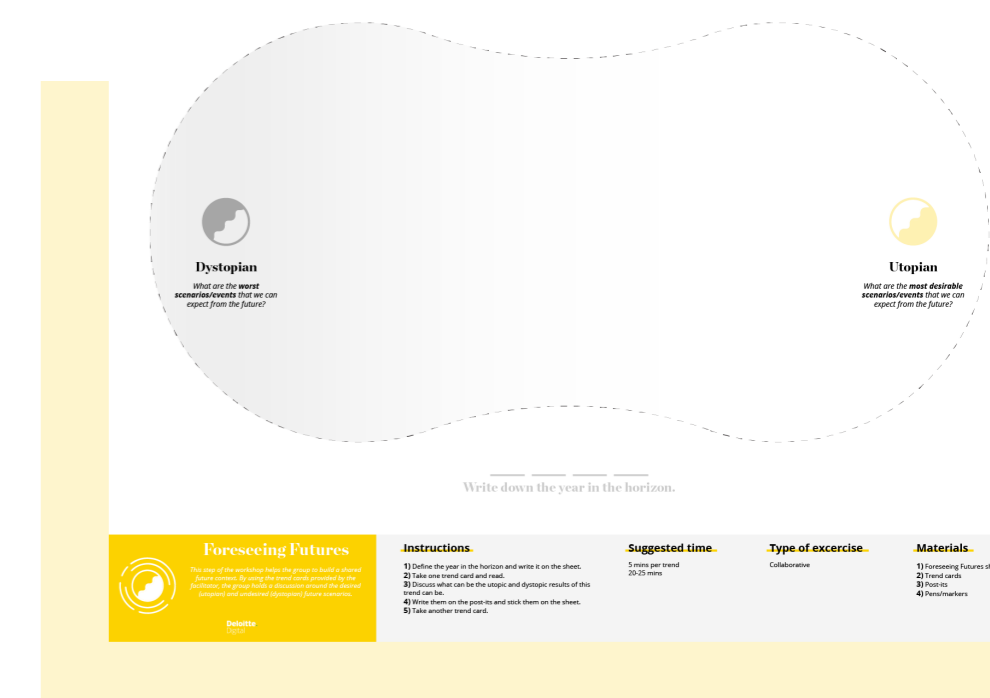 Dystopian
What are the worst
scenarios/events that we can
expect from the future?
Utopian
What are the most desirable
scenarios/events that we can
expect from the future?
Write down the year in the horizon.
Foreseeing Futures
This step of the workshop helps the group to build a shared
future context. By using the trend cards provided by the
facilitator, the group holds a discussion around the desired
(utopian) and undesired (dystopian) future scenarios.
Deloitte.
Digital
Instructions
1) Define the year in the horizon and write it on the sheet.
2) Take one trend card and read.
3) Discuss what can be the utopic and dystopic results of this
trend can be.
4) Write them on the post-its and stick them on the sheet.
5) Take another trend card.
Suggested time
5 mins per trend
20-25 mins
Type of excercise
Collaborative
Materials
1) Foreseeing Futures
2) Trend cards
3) Post-its
4) Pens/markers